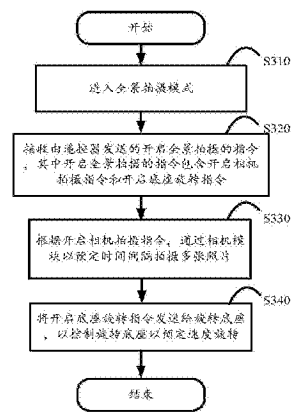 开始
S310
进入全景拍摄模式
S320
接收由遥控器发送的开启全景拍摄的指令
，其中开启全景拍摄的指令包含开启相机
拍摄指令和开启底座旋转指令
S330
根据开启相机拍摄指令，通过相机模
块以预定时间间隔拍摄多张照片
S340
将开启底座旋转指令发送给旋转底座
，以控制旋转底座以预定速度旋转
结束